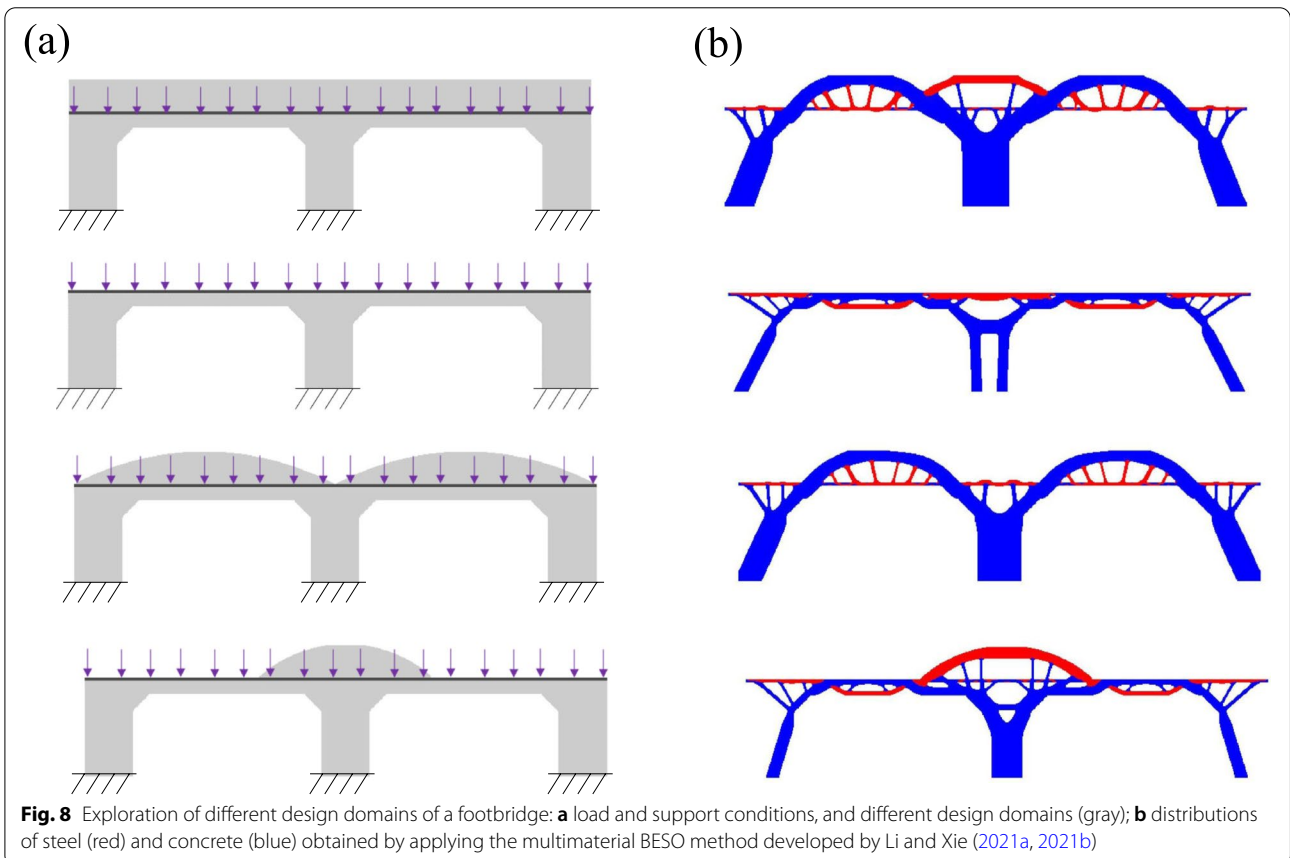 (a)
(b)
Fig. 8 Exploration of different design domains of a footbridge: a load and support conditions, and different design domains (gray); b distributions
of steel (red) and concrete (blue) obtained by applying the multimaterial BESO method developed by Li and Xie (2021a, 2021b)